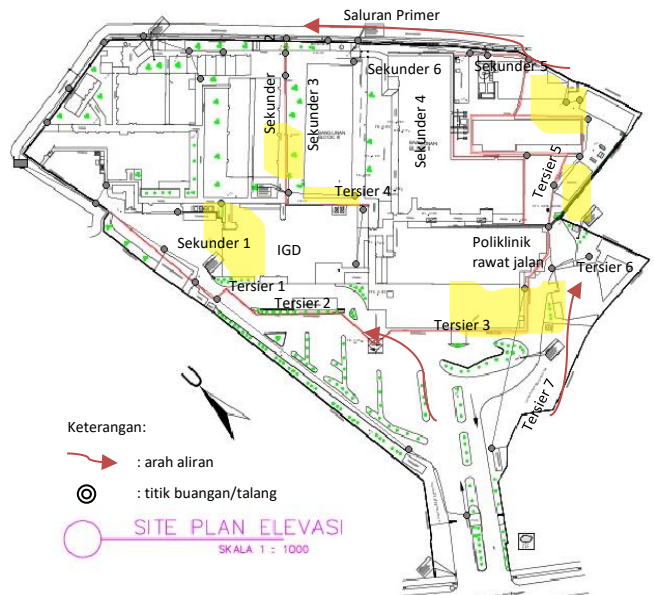 Saluran Primer
Sekunder 2
Sekunder 3
Sekunder 6
Sekunder 4
Sekunder 5
Tersier 5
Tersier 4
Sekunder 1
IGD
Poliklinik
rawat jalan
Tersier 6
Tersier 1
Tersier 2
Tersier 3
Tersier 7
U
Keterangan:
: arah aliran
: titik buangan/talang
SITE PLAN ELEVASI
SKALA 1 : 1000